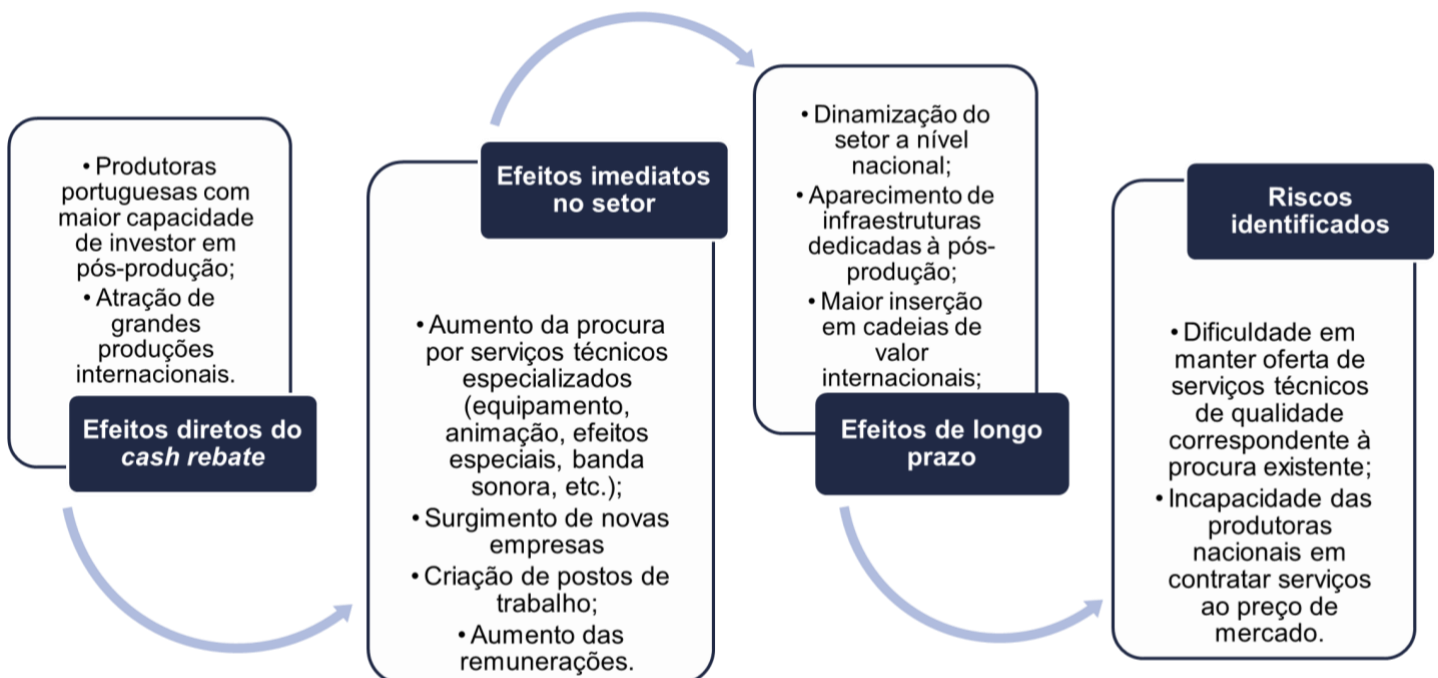 • Produtoras
portuguesas com
maior capacidade
de investor em
pós-produção;
• Atração de
grandes
produções
internacionais.
Efeitos diretos do
cash rebate
Efeitos imediatos
no setor
• Aumento da procura
por serviços técnicos
especializados
(equipamento,
animação, efeitos
especiais, banda
sonora, etc.);
• Surgimento de novas
empresas
• Criação de postos de
trabalho;
• Aumento das
remunerações.
• Dinamização do
setor a nível
nacional;
• Aparecimento de
infraestruturas
dedicadas à pós-
produção;
• Maior inserção
em cadeias de
valor
internacionais;
Efeitos de longo
prazo
Riscos
identificados
• Dificuldade em
manter oferta de
serviços técnicos
de qualidade
correspondente à
procura existente;
• Incapacidade das
produtoras
nacionais em
contratar serviços
ao preço de
mercado.